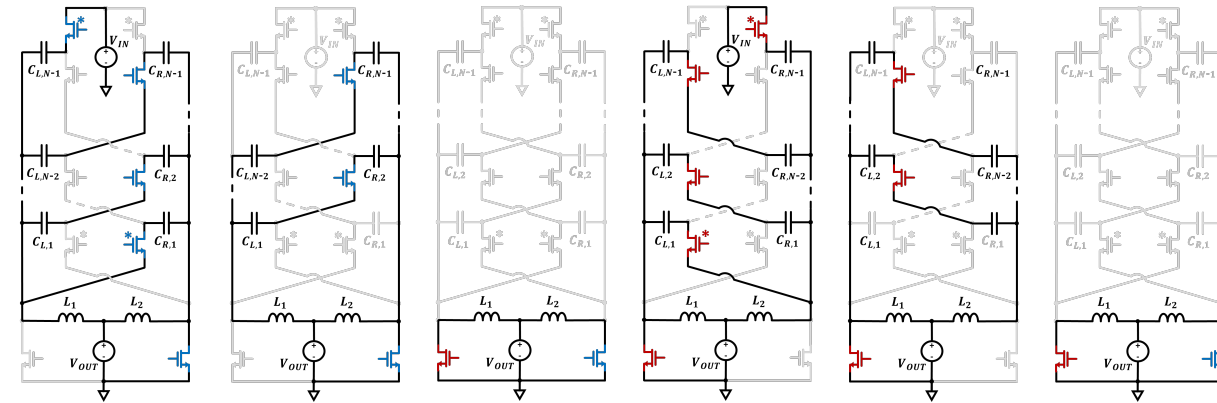 * *
V_IN
C_L,N-1 C_R,N-1
C_L,N-2 C_R,2
C_L,1 * * C_R,1
L_1 L_2
V_OUT
* *
V_IN
C_L,N-1 C_R,N-1
C_L,N-2 C_R,2
C_L,1 * * C_R,1
L_1 L_2
V_OUT
* *
V_IN
C_L,N-1 C_R,N-1
C_L,2 C_R,2
C_L,1 * * C_R,1
L_1 L_2
V_OUT
* *
V_IN
C_L,N-1 C_R,N-1
C_L,2 C_R,N-2
C_L,1 * * C_R,1
L_1 L_2
V_OUT
* *
V_IN
C_L,N-1 C_R,N-1
C_L,2 C_R,N-2
C_L,1 * * C_R,1
L_1 L_2
V_OUT
* *
V_IN
C_L,N-1 C_R,N-1
C_L,2 C_R,2
C_L,1 * * C_R,1
L_1 L_2
V_OUT